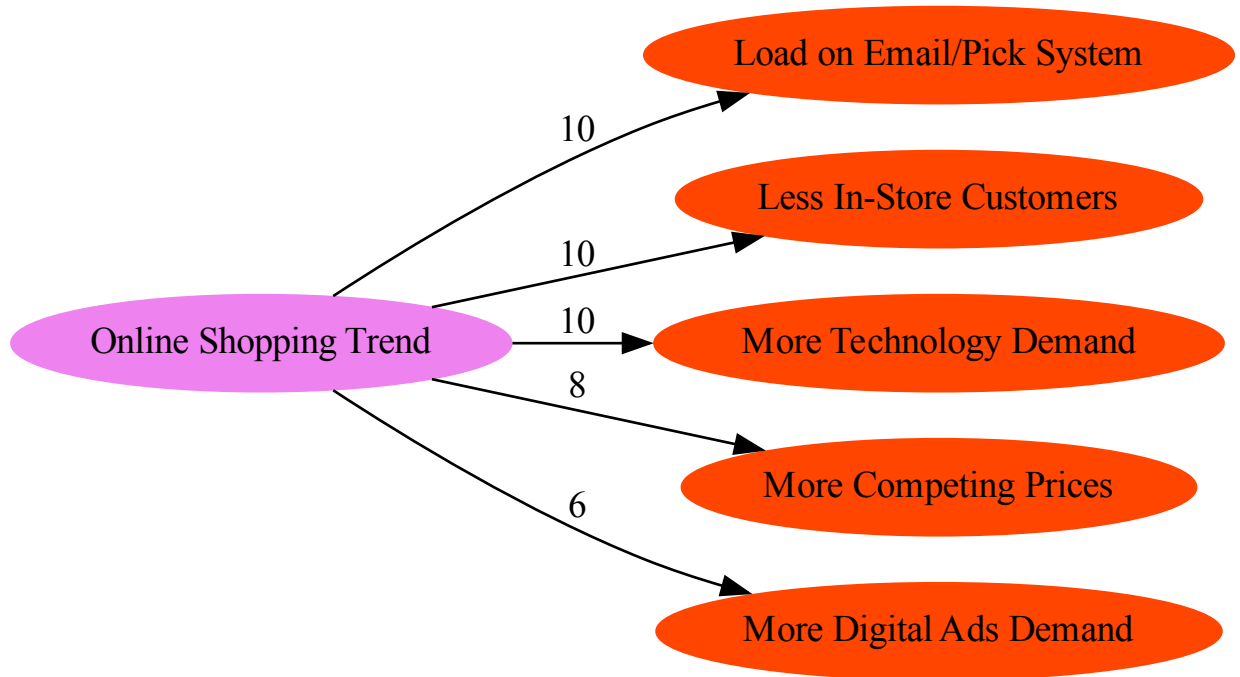 Load on Email/Pick System
10
Less In-Store Customers
10
Online Shopping Trend
10
More Technology Demand
8
More Competing Prices
6
More Digital Ads Demand